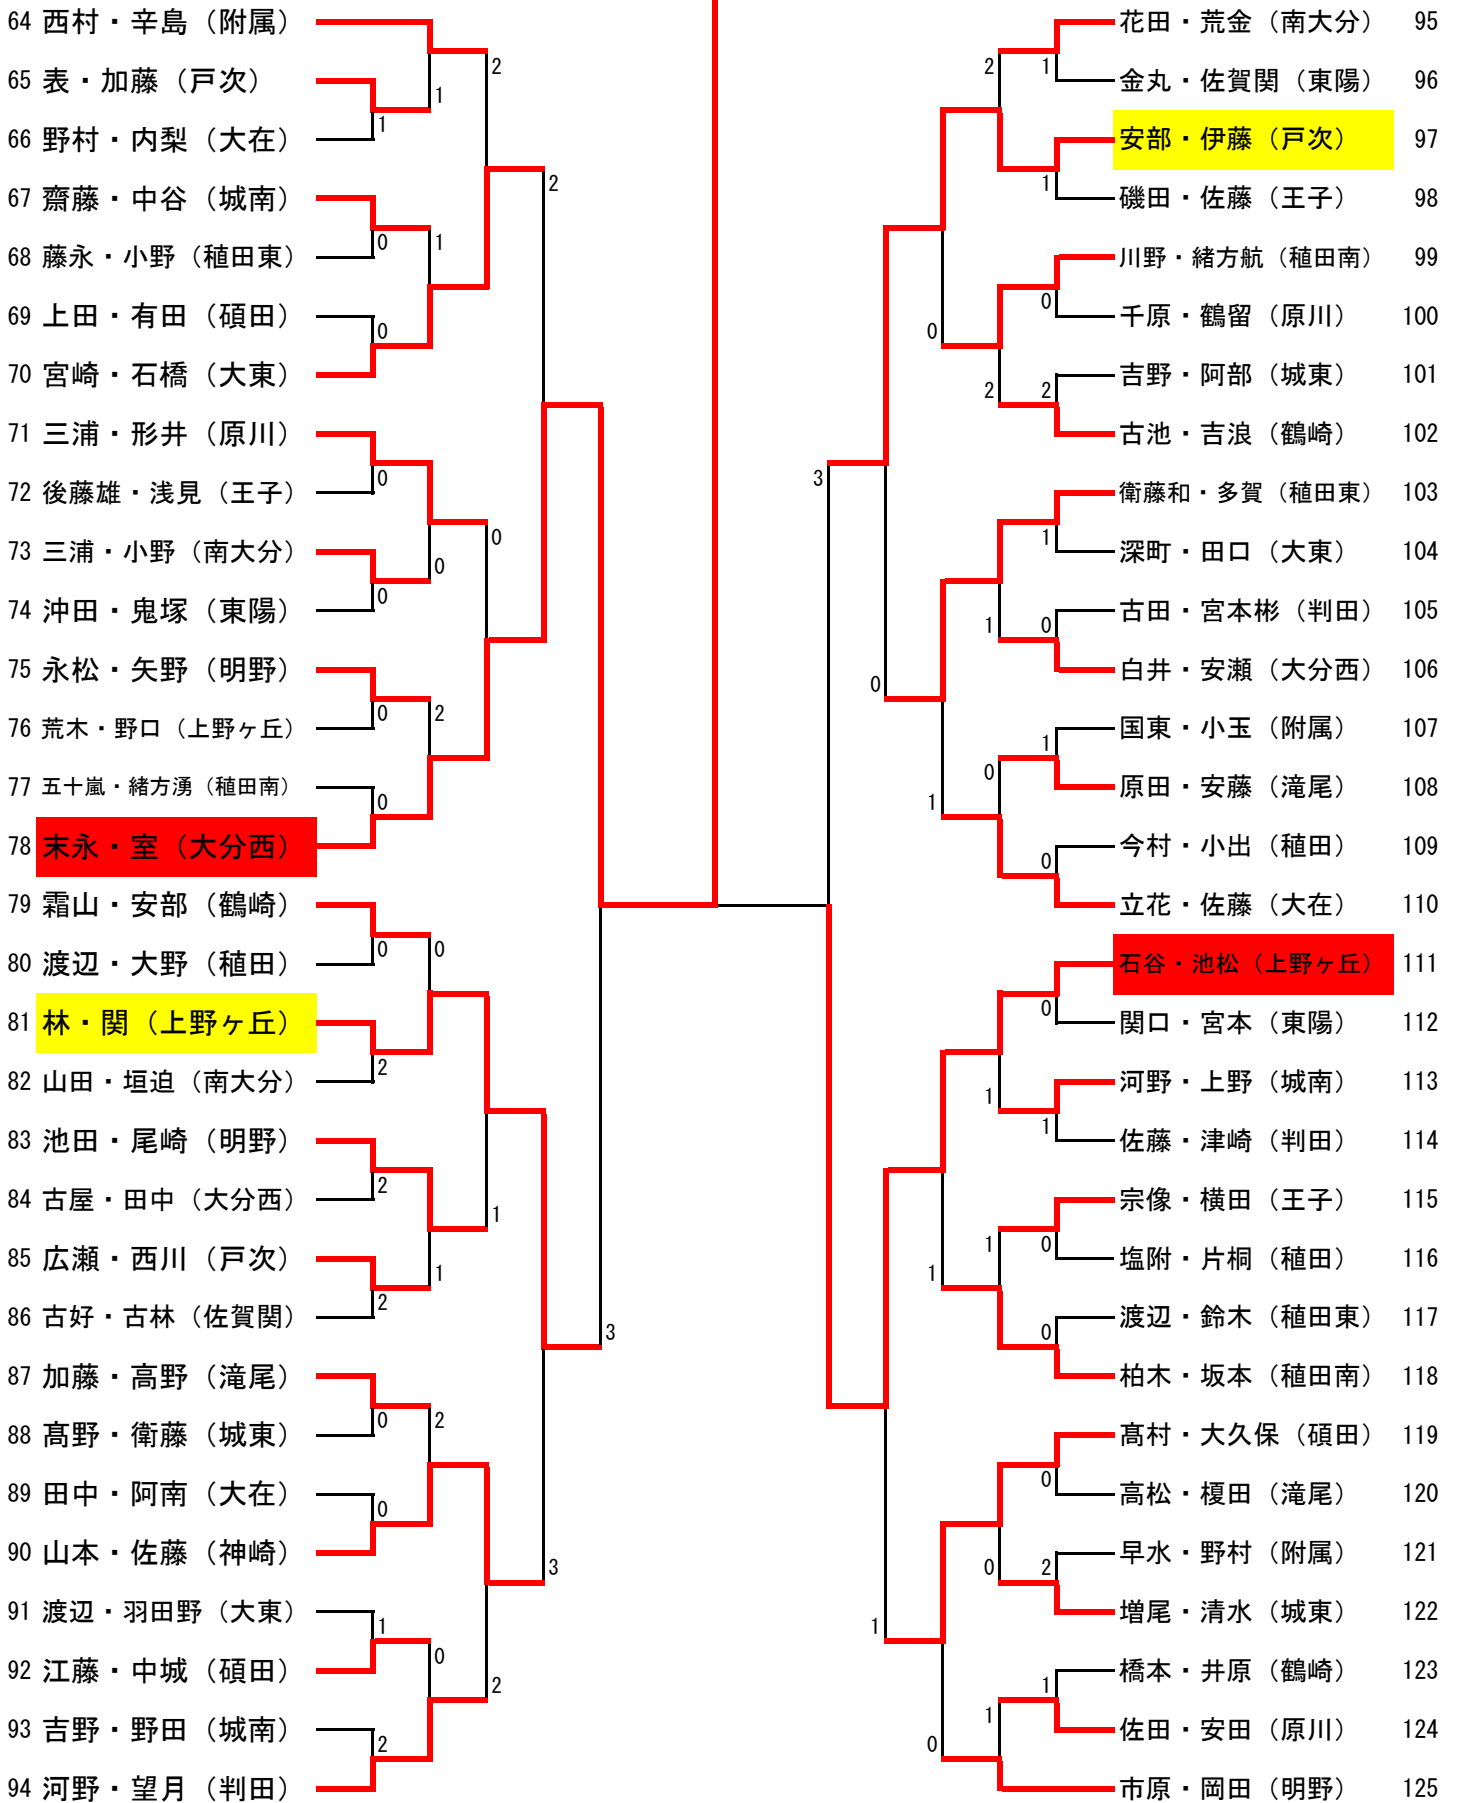 64 西村・辛島（附属）
65 表・加藤（戸次）
66 野村・内梨（大在）
67 齋藤・中谷（城南）
68 藤永・小野（稙田東）
69 上田・有田（碩田）
70 宮崎・石橋（大東）
71 三浦・形井（原川）
72 後藤雄・浅見（王子）
73 三浦・小野（南大分）
74 沖田・鬼塚（東陽）
75 永松・矢野（明野）
76 荒木・野口（上野ヶ丘）
77 五十嵐・緒方湧（稙田南）
78 末永・室（大分西）
79 霜山・安部（鶴崎）
80 渡辺・大野（稙田）
81 林・関（上野ヶ丘）
82 山田・垣迫（南大分）
83 池田・尾崎（明野）
84 古屋・田中（大分西）
85 広瀬・西川（戸次）
86 古好・古林（佐賀関）
87 加藤・高野（滝尾）
88 髙野・衛藤（城東）
89 田中・阿南（大在）
90 山本・佐藤（神崎）
91 渡辺・羽田野（大東）
92 江藤・中城（碩田）
93 吉野・野田（城南）
94 河野・望月（判田）
1
0
0
0
0
0
0
0
2
2
2
0
0
1
2
1
1
0
2
0
1
2
0
2
0
1
2
2
3
3
花田・荒金（南大分） 95
金丸・佐賀関（東陽） 96
安部・伊藤（戸次） 97
磯田・佐藤（王子） 98
川野・緒方航（稙田南） 99
千原・鶴留（原川） 100
吉野・阿部（城東） 101
古池・吉浪（鶴崎） 102
衛藤和・多賀（稙田東） 103
深町・田口（大東） 104
古田・宮本彬（判田） 105
白井・安瀬（大分西） 106
国東・小玉（附属） 107
原田・安藤（滝尾） 108
今村・小出（稙田） 109
立花・佐藤（大在） 110
石谷・池松（上野ヶ丘） 111
関口・宮本（東陽） 112
河野・上野（城南） 113
佐藤・津崎（判田） 114
宗像・横田（王子） 115
塩附・片桐（稙田） 116
渡辺・鈴木（稙田東） 117
柏木・坂本（稙田南） 118
髙村・大久保（碩田） 119
高松・榎田（滝尾） 120
早水・野村（附属） 121
増尾・清水（城東） 122
橋本・井原（鶴崎） 123
佐田・安田（原川） 124
市原・岡田（明野） 125
1
1
0
2
1
0
1
0
0
1
0
0
0
2
1
2
2
1
0
1
1
0
1
0
1
1
0
0
1
3